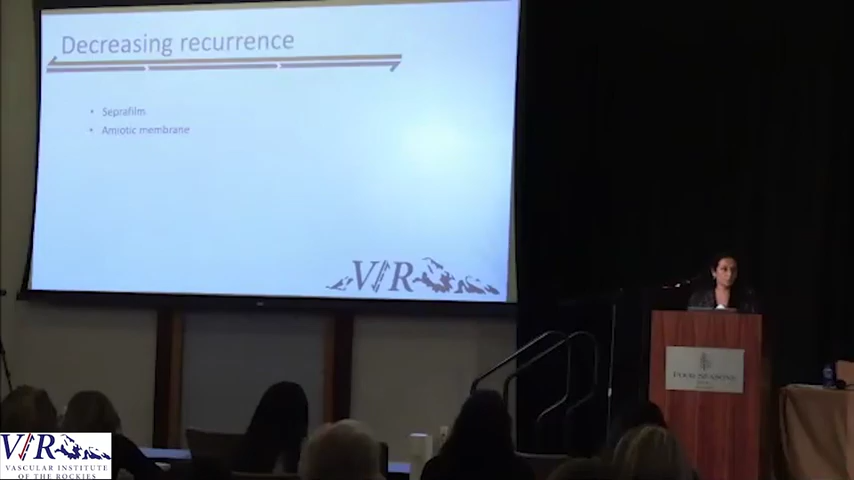 Decreasing recurrence
• Seprafilm
• Amiotic membrane
V/R
FOUR SEASONS
V/R
VASCULAR INSTITUTE
OF THE ROCKIES